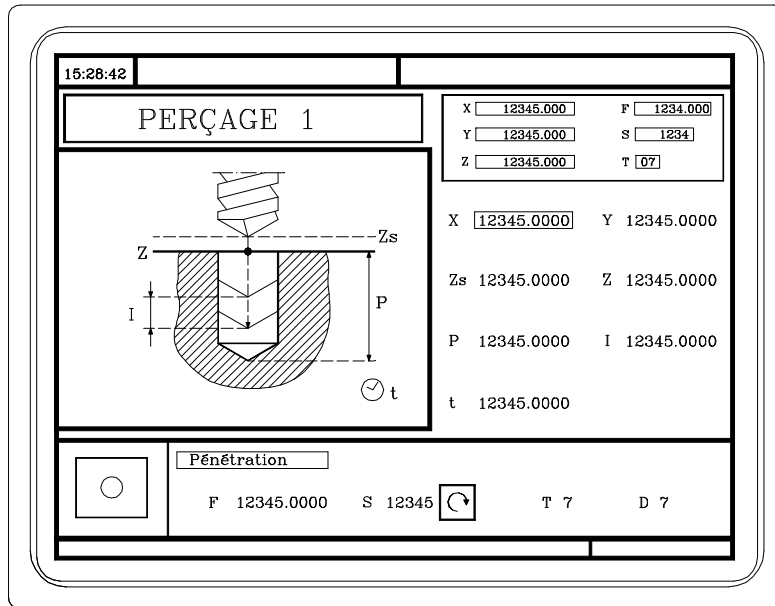 15:28:42
PERÇAGE 1
X 12345.000 F 1234.000
Y 12345.000 S 1234
Z 12345.000 T 07
Zs
Z
P
I
t
X 12345.0000 Y 12345.0000
Zs 12345.0000 Z 12345.0000
P 12345.0000 I 12345.0000
t 12345.0000
Pénétration
F 12345.0000 S 12345 T 7 D 7